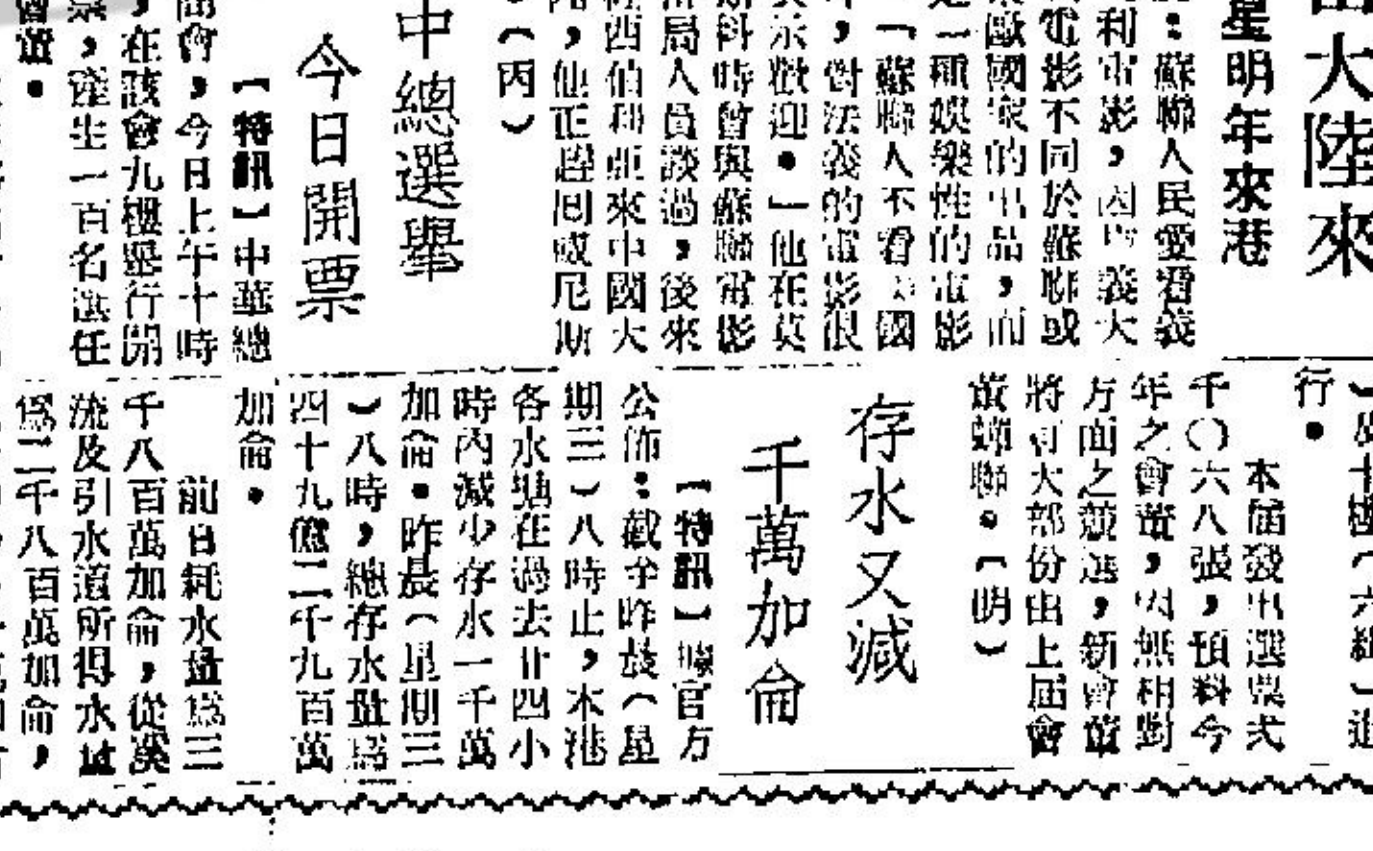 由大陸來
星明年來港
：蘇聯人民愛看義
利電影，因為義大
電影不同於蘇聯或
東歐國家的出品，而
是一種娛樂性的電影
「蘇聯人不看
國
，對法義的電影很
歡迎。」他在莫
斯科時會與蘇聯電影
當局人員談過，後來
經西伯利亞來中國大
，他正趕回威尼斯
。（丙）
中總選舉
今日開票
【特訊】中華總
商會，今日上午十時
，在該會九樓舉行開
票，產生一百名選任
會董。
（六組）進
行。
本屆發出選票弍
千〇六八張，預料今
年之會董，因無相對
方面之競選，新會董
將有大部份由上屆會
董蟬聯。（明）
存水又減
千萬加侖
【特訊】據官方
公佈：截至昨晨（星
期三）八時止，本港
各水塘在過去廿四小
時內減少存水一千萬
加侖。昨晨（星期三
）八時，總存水量為
四十九億二千九百萬
加侖。
前日耗水量為三
千八百萬加侖，從溪
流及引水道所得水量
為二千八百萬加侖，